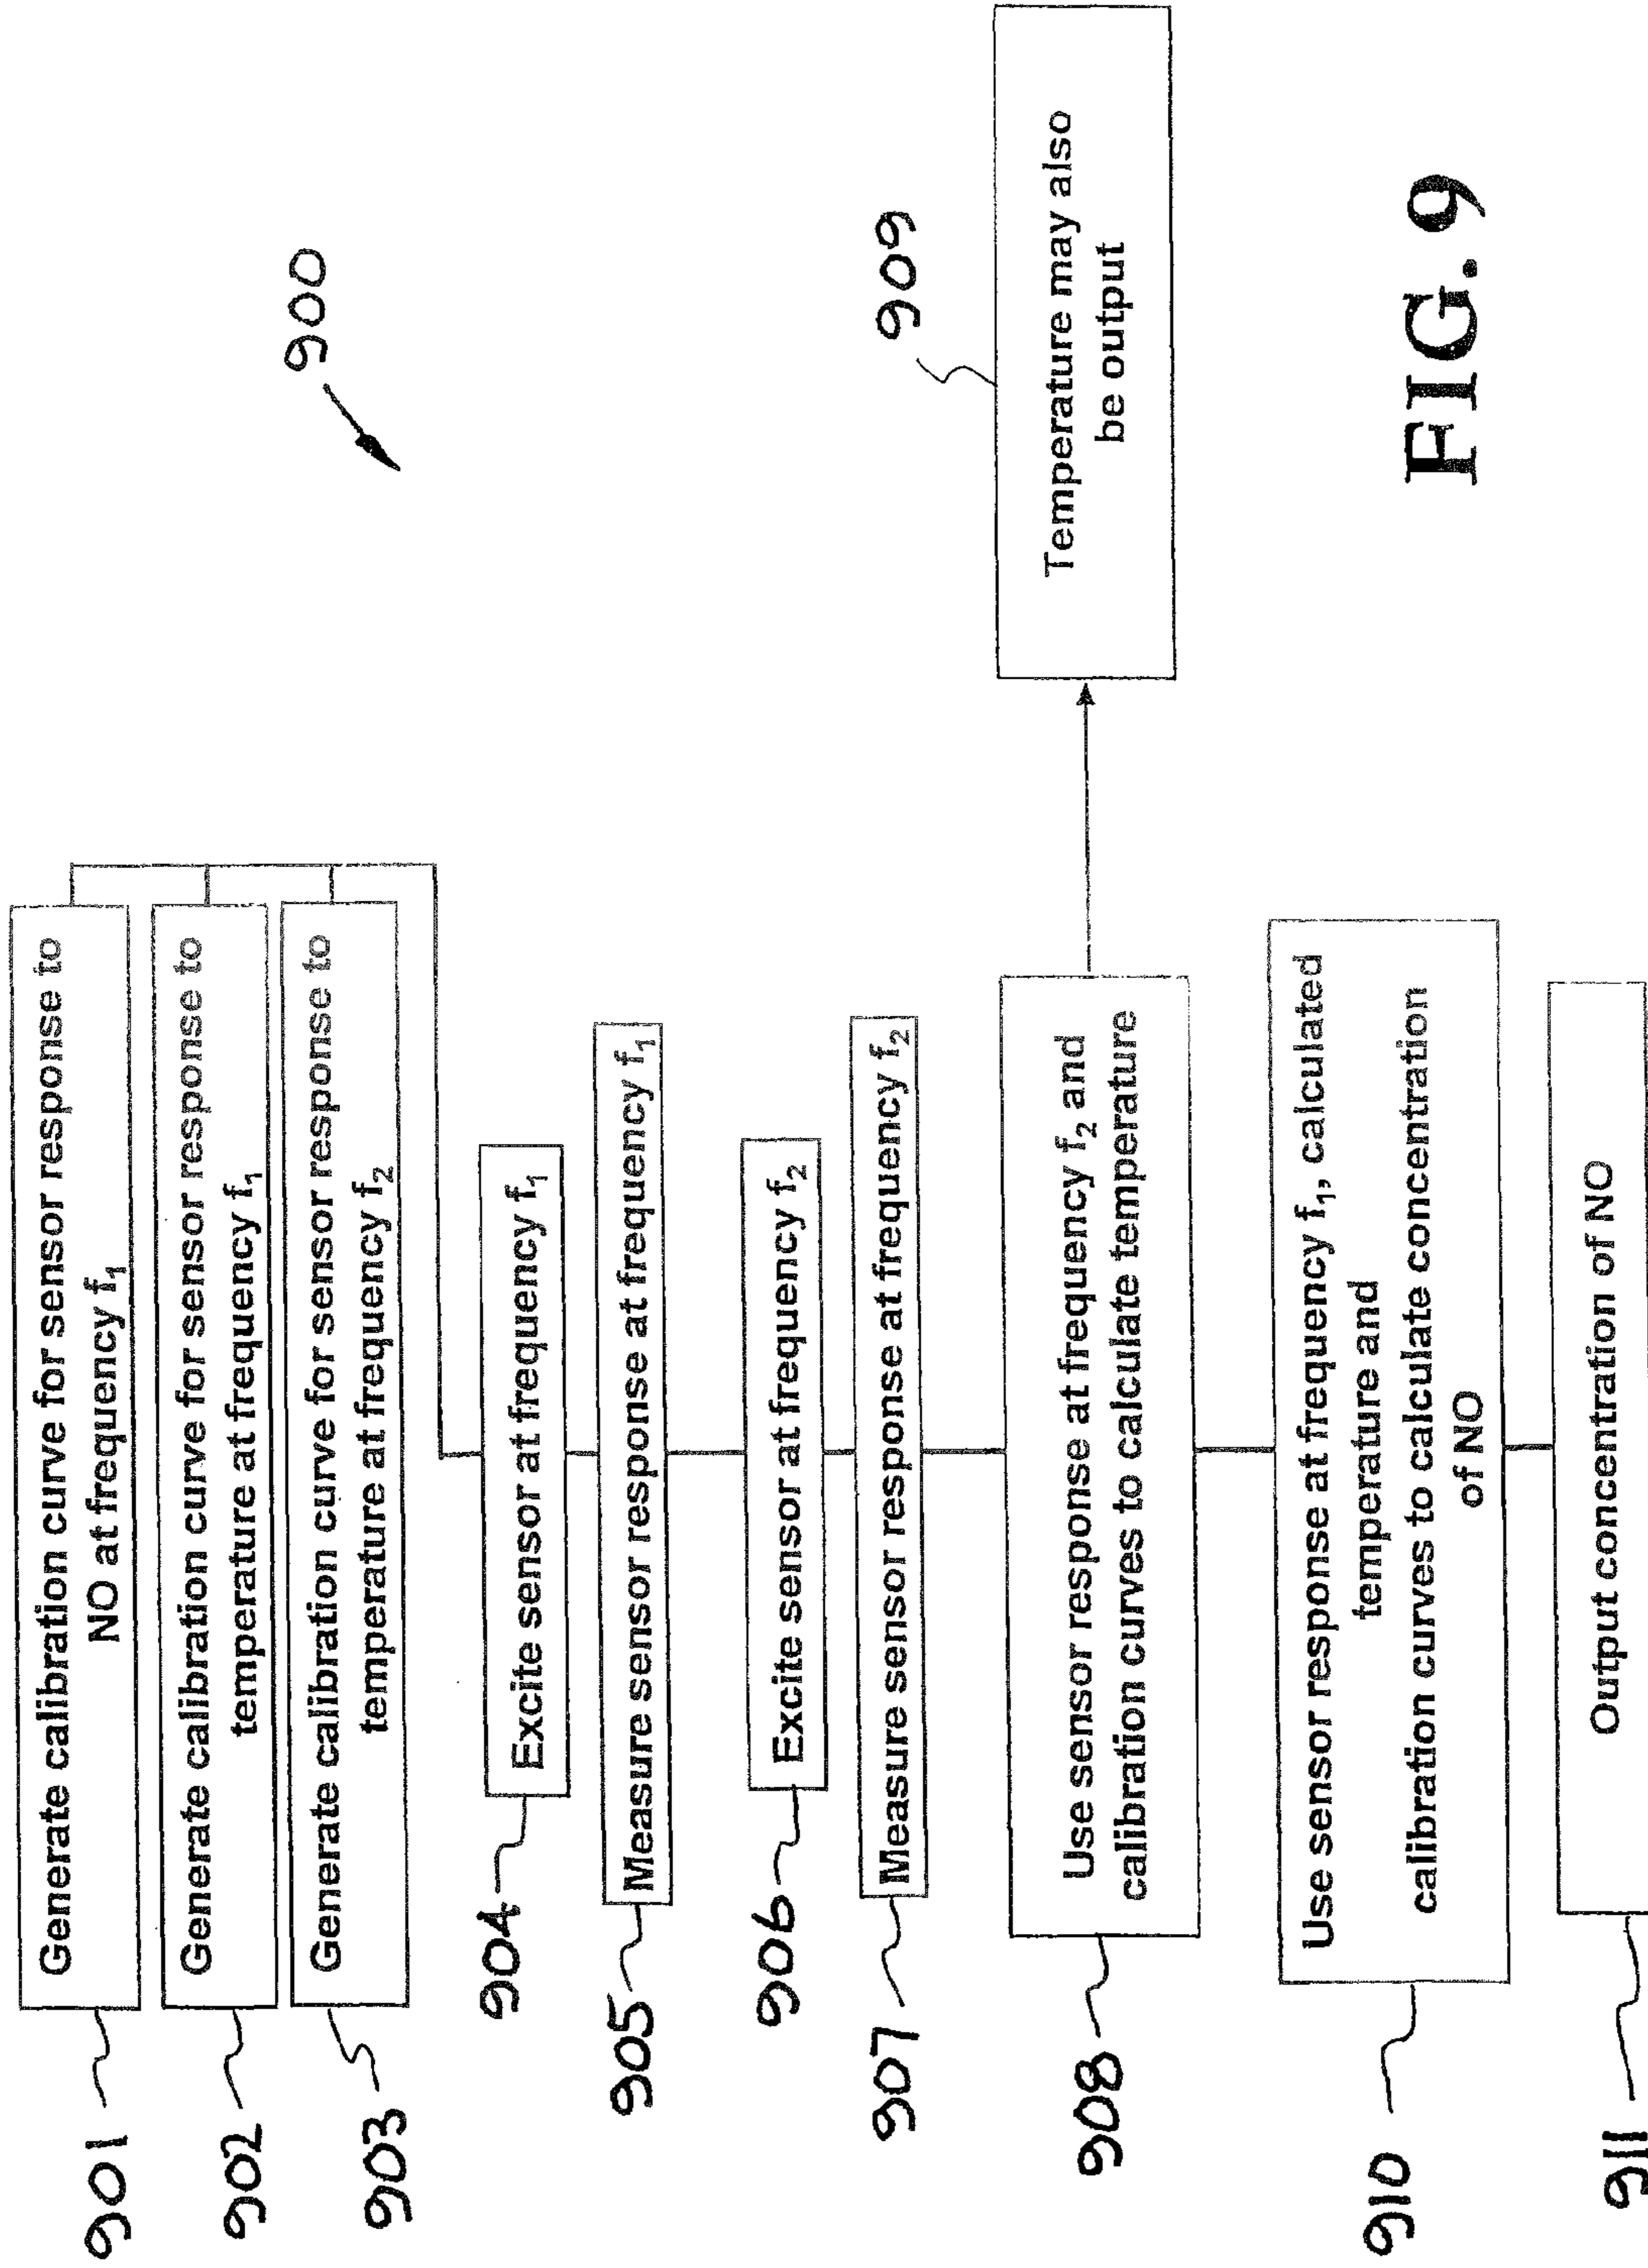 900
901
Generate calibration curve for sensor response to
NO at frequency f₁
902
Generate calibration curve for sensor response to
temperature at frequency f₁
903
Generate calibration curve for sensor response to
temperature at frequency f₂
904
Excite sensor at frequency f₁
905
Measure sensor response at frequency f₁
906
Excite sensor at frequency f₂
907
Measure sensor response at frequency f₂
908
Use sensor response at frequency f₂ and
calibration curves to calculate temperature
909
Temperature may also
be output
910
Use sensor response at frequency f₁, calculated
temperature and
calibration curves to calculate concentration
of NO
911
Output concentration of NO
FIG. 9